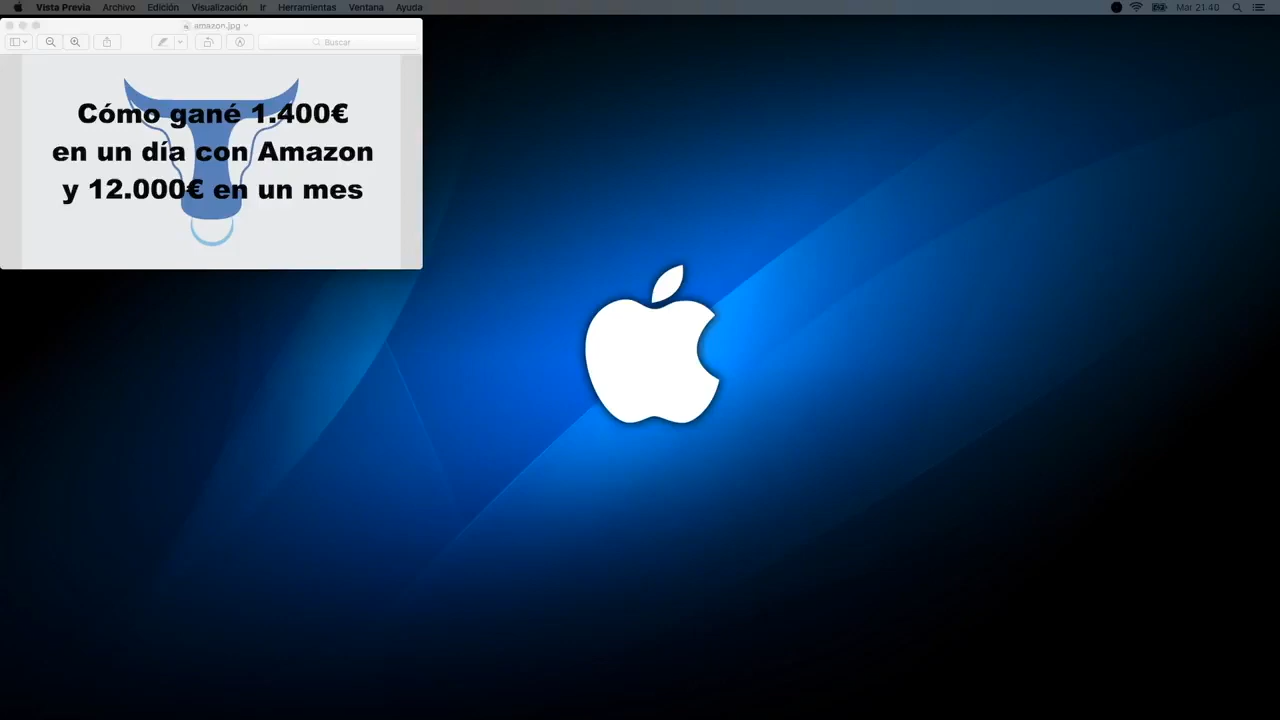 Vista Previa Archivo Edición Visualización Ir Herramientas Ventana Ayuda Mar 21:40
amazon.jpg
Buscar
Cómo gané 1.400€
en un día con Amazon
y 12.000€ en un mes